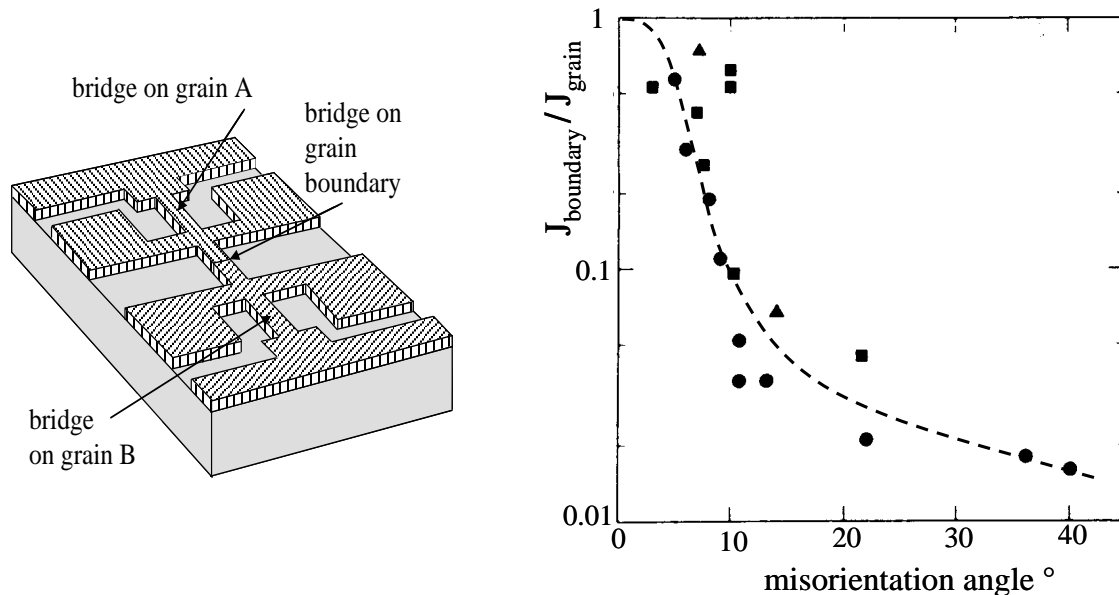 bridge on grain A
bridge on
grain
boundary
bridge
on grain B
J_boundary / J_grain
1
0.1
0.01
0
10
20
30
40
misorientation angle °